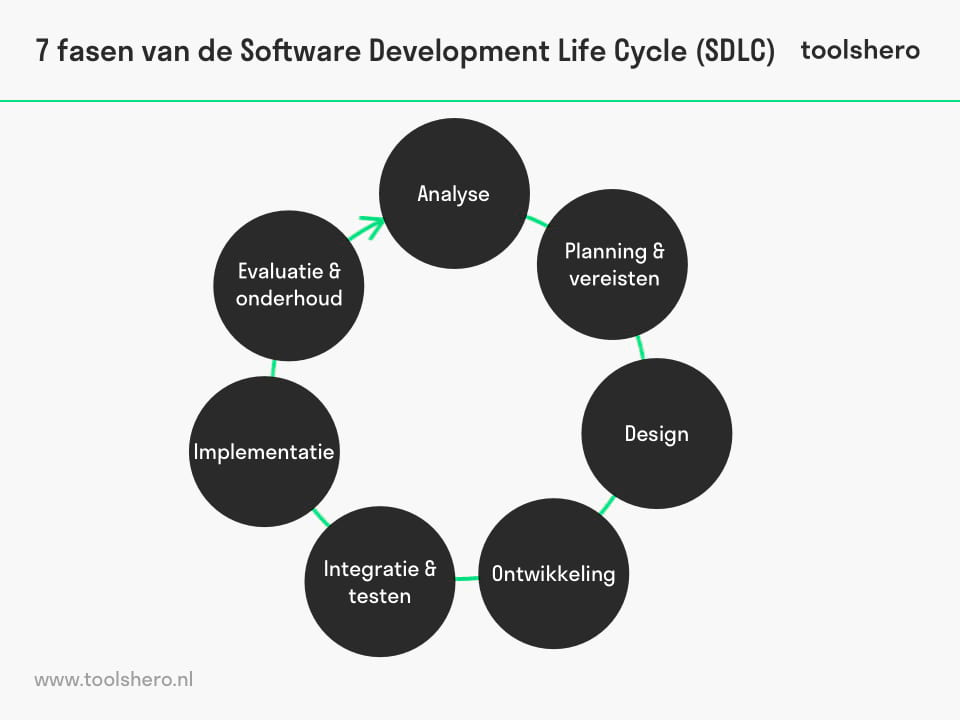 7 fasen van de Software Development Life Cycle (SDLC)
toolshero
Analyse
Planning &
vereisten
Design
Ontwikkeling
Integratie &
testen
Implementatie
Evaluatie &
onderhoud
www.toolshero.nl